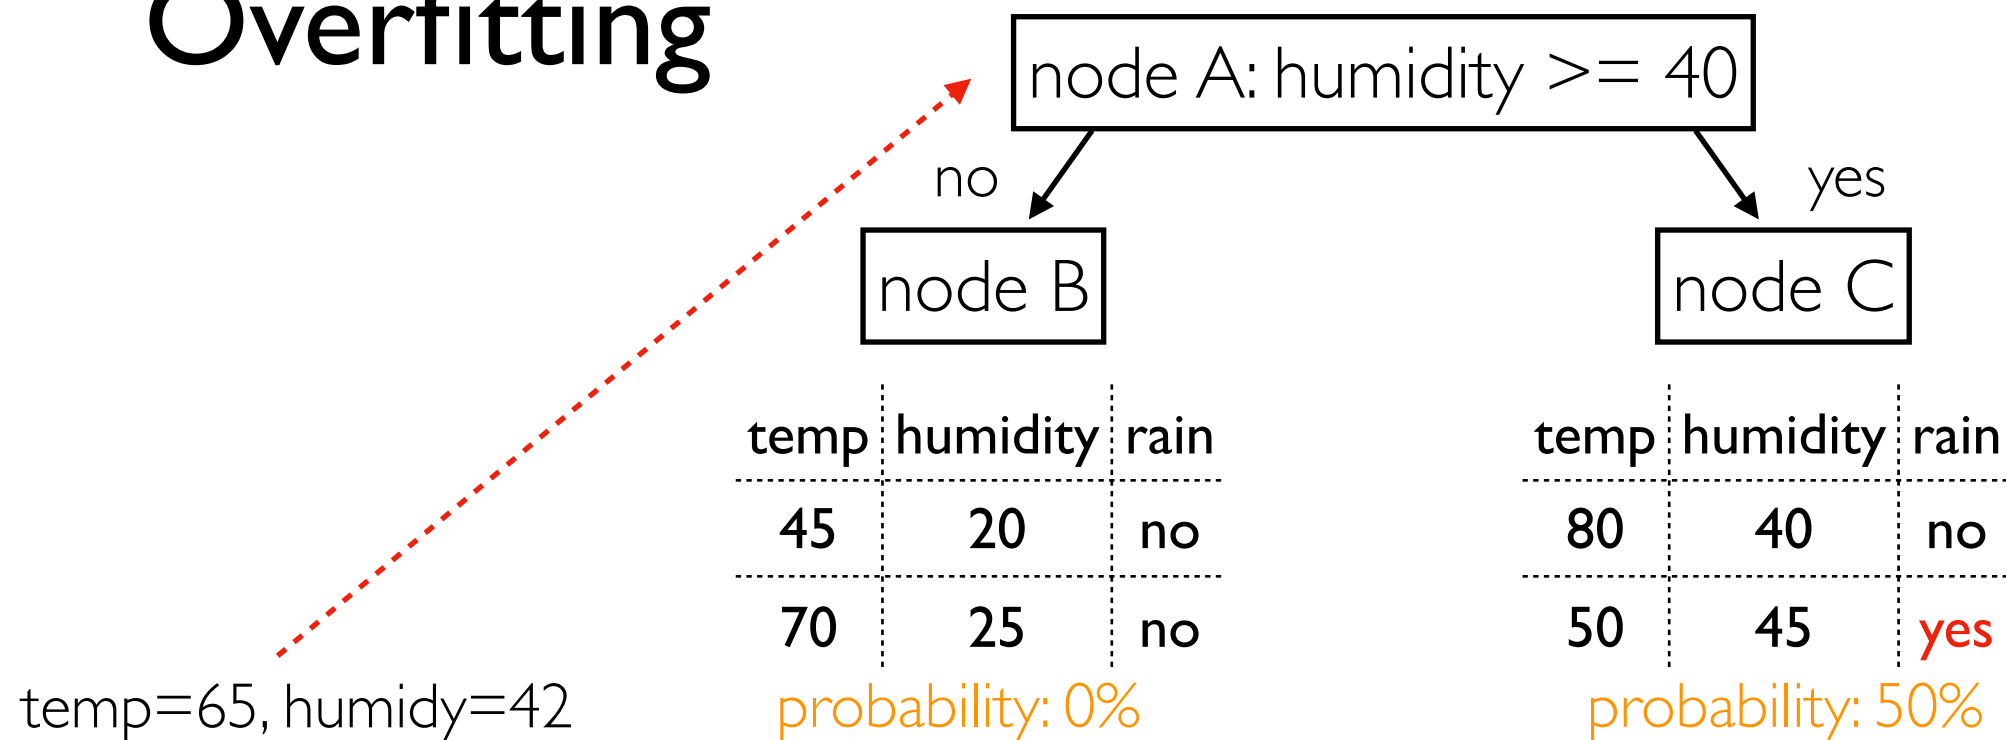 Overfitting
node A: humidity >= 40
no
yes
node B
node C
temp humidity rain
45 20 no
70 25 no
probability: 0%
temp humidity rain
80 40 no
50 45 yes
probability: 50%
temp=65, humidy=42